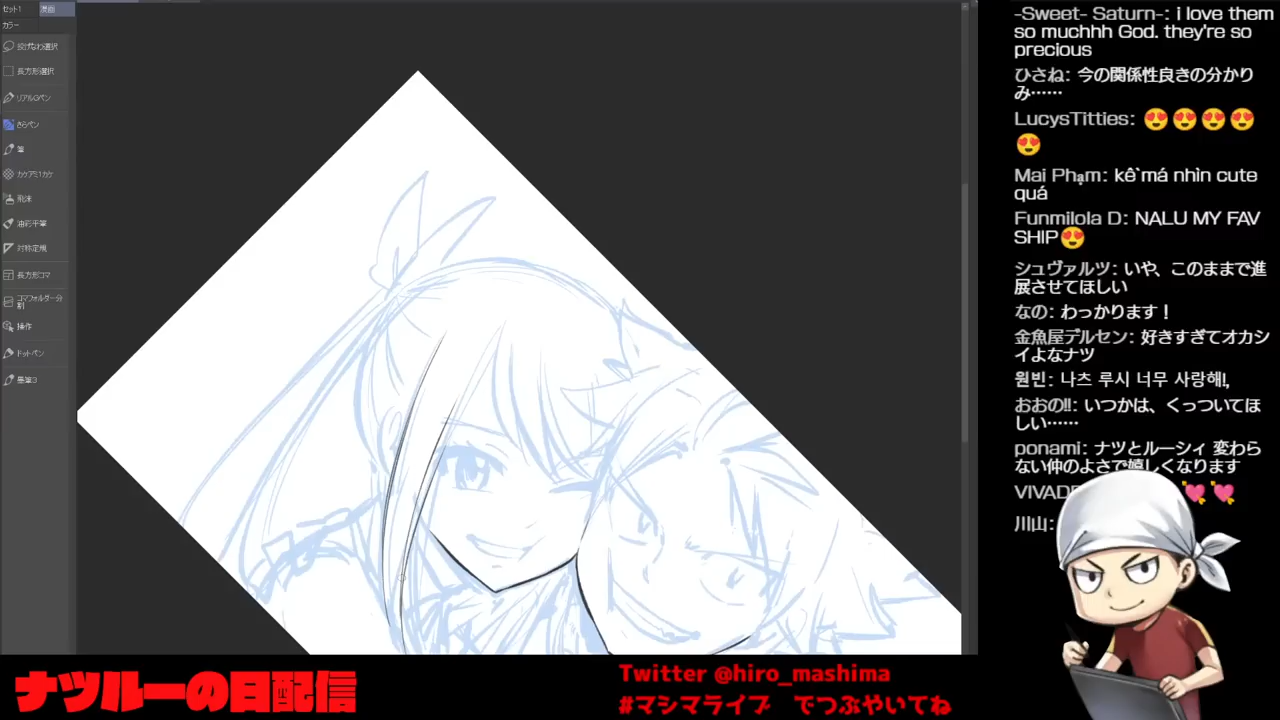 セット1
漫画
カラー
投げなわ選択
長方形選択
リアルGペン
ざらペン
筆
カケアミ1カケ
飛沫
油彩平筆
対称定規
長方形コマ
コマフォルダー分割
操作
ドットペン
墨筆3
-Sweet- Saturn-: i love them
so muchhh God. they're so
precious
ひさね: 今の関係性良きの分かり
み……
LucysTitties: 😍😍😍😍
😍
Mai Phạm: kê`má nhìn cute
quá
Funmilola D: NALU MY FAV
SHIP😍
シュヴァルツ: いや、このままで進
展させてほしい
なの: わっかります！
金魚屋デルセン: 好きすぎてオカシ
イよなナツ
원빈: 나츠 루시 너무 사랑해!,
おおの!!: いつかは、くっついてほ
しい……
ponami: ナツとルーシィ 変わら
ない仲のよさで嬉しくなります
💘💘
川山:
ナツルーの日配信
Twitter @hiro_mashima
#マシマライブ でつぶやいてね